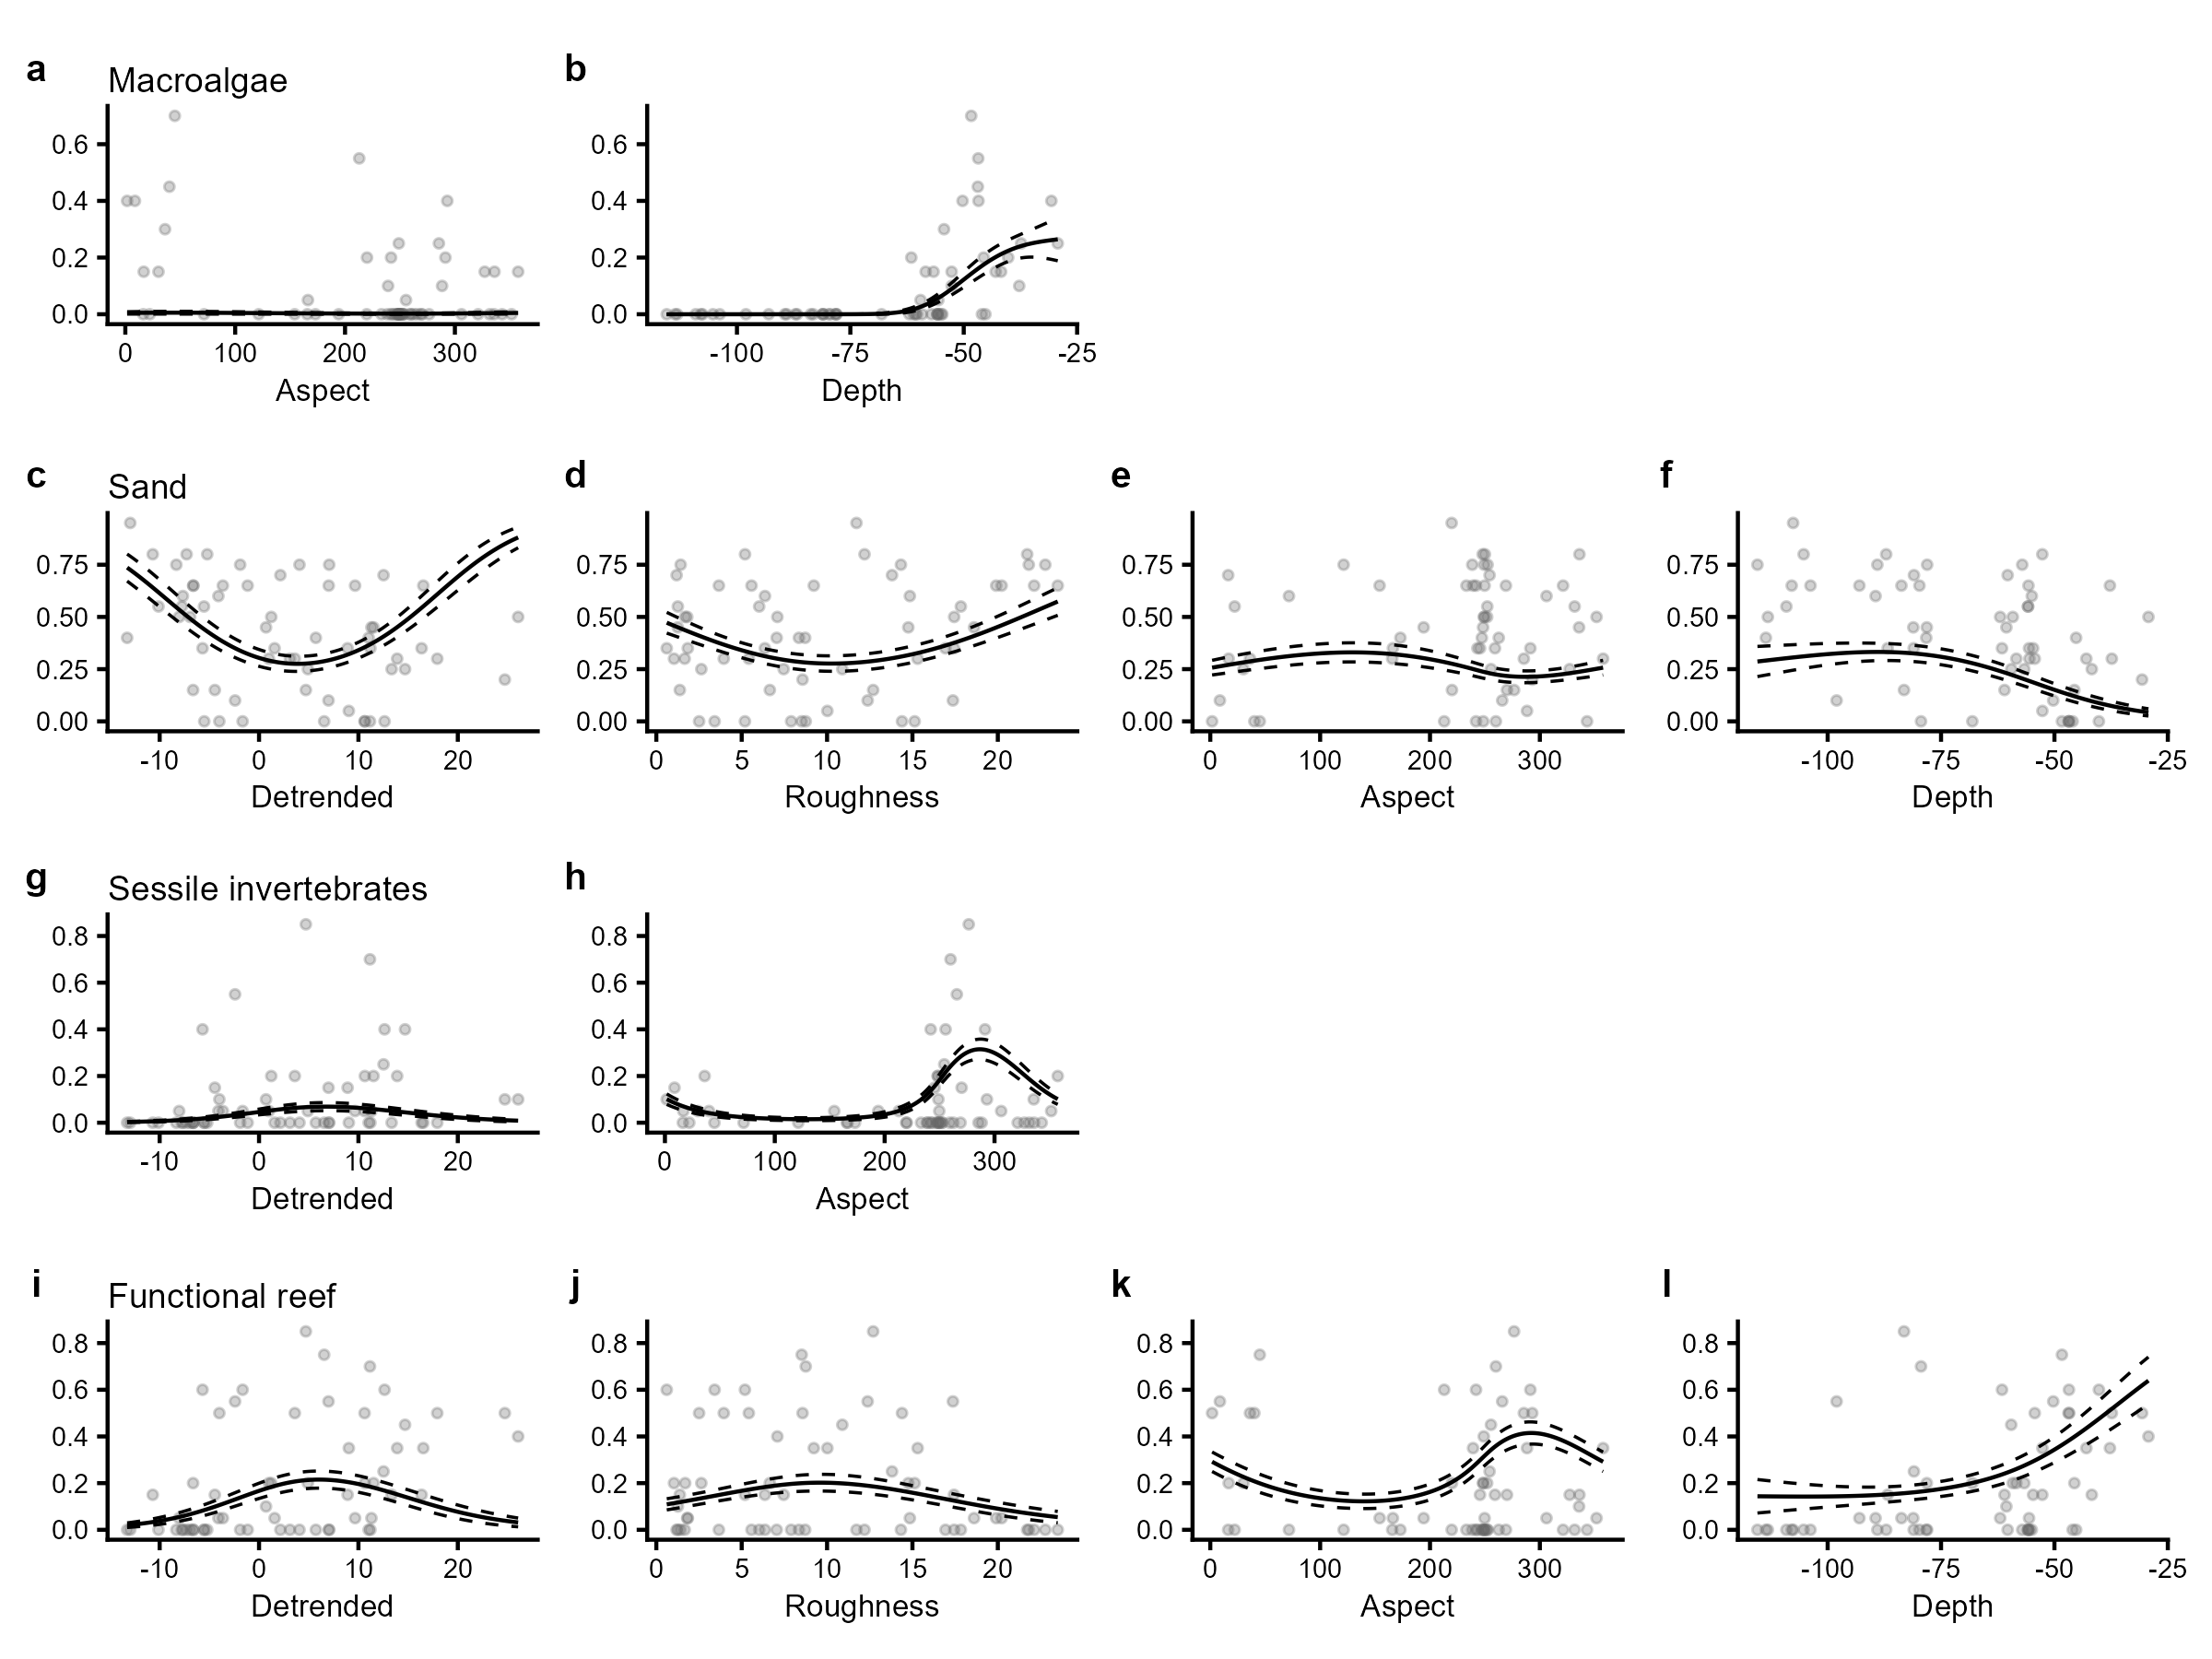 a Macroalgae b
0.6 0.6
0.4 0.4
0.2 0.2
0.0 0.0
0 100 200 300 -100 -75 -50 -25
Aspect Depth
c Sand d e f
0.75 0.75 0.75 0.75
0.50 0.50 0.50 0.50
0.25 0.25 0.25 0.25
0.00 0.00 0.00 0.00
-10 0 10 20 0 5 10 15 20 0 100 200 300 -100 -75 -50 -25
Detrended Roughness Aspect Depth
g Sessile invertebrates h
0.8 0.8
0.6 0.6
0.4 0.4
0.2 0.2
0.0 0.0
-10 0 10 20 0 100 200 300
Detrended Aspect
i Functional reef j k l
0.8 0.8 0.8 0.8
0.6 0.6 0.6 0.6
0.4 0.4 0.4 0.4
0.2 0.2 0.2 0.2
0.0 0.0 0.0 0.0
-10 0 10 20 0 5 10 15 20 0 100 200 300 -100 -75 -50 -25
Detrended Roughness Aspect Depth